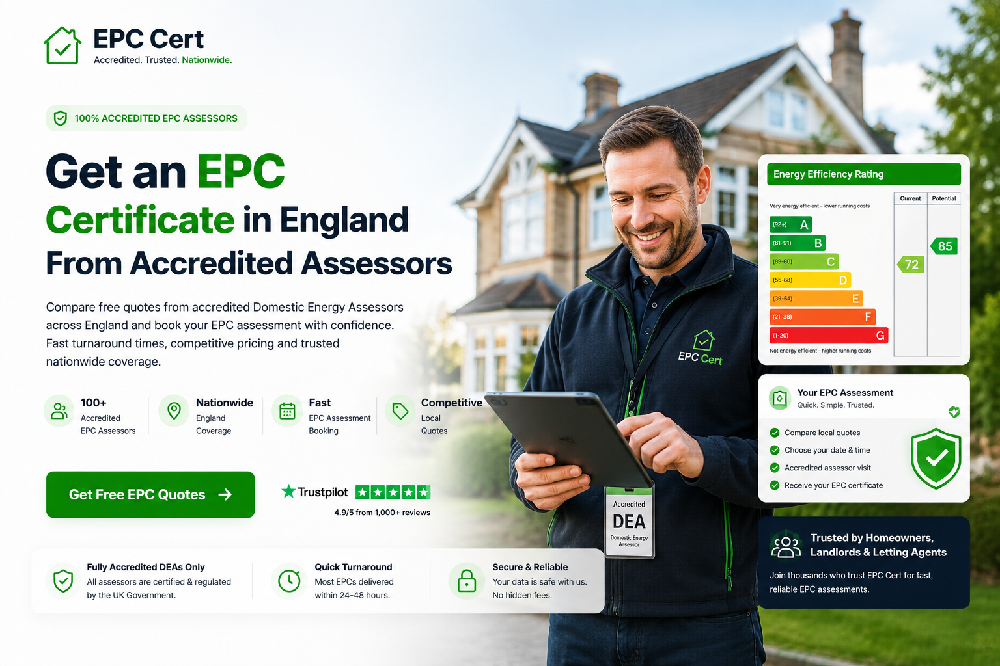 EPC Cert
Accredited. Trusted. Nationwide.
100% ACCREDITED EPC ASSESSORS
Get an EPC
Certificate in England
From Accredited Assessors
Compare free quotes from accredited Domestic Energy Assessors
across England and book your EPC assessment with confidence.
Fast turnaround times, competitive pricing and trusted
nationwide coverage.
100+
Accredited
EPC Assessors
Nationwide
England
Coverage
Fast
EPC Assessment
Booking
Competitive
Local
Quotes
Get Free EPC Quotes →
Trustpilot
4.9/5 from 1,000+ reviews
Fully Accredited DEAs Only
All assessors are certified & regulated
by the UK Government.
Quick Turnaround
Most EPCs delivered
within 24-48 hours.
Secure & Reliable
Your data is safe with us.
No hidden fees.
EPC Cert
Accredited
DEA
Domestic Energy
Assessor
Energy Efficiency Rating
Current Potential
Very energy efficient - lower running costs
(92+) A
(81-91) B
85
(69-80) C
72
(55-68) D
(39-54) E
(21-38) F
(1-20) G
Not energy efficient - higher running costs
Your EPC Assessment
Quick. Simple. Trusted.
Compare local quotes
Choose your date & time
Accredited assessor visit
Receive your EPC certificate
Trusted by Homeowners,
Landlords & Letting Agents
Join thousands who trust EPC Cert for fast,
reliable EPC assessments.